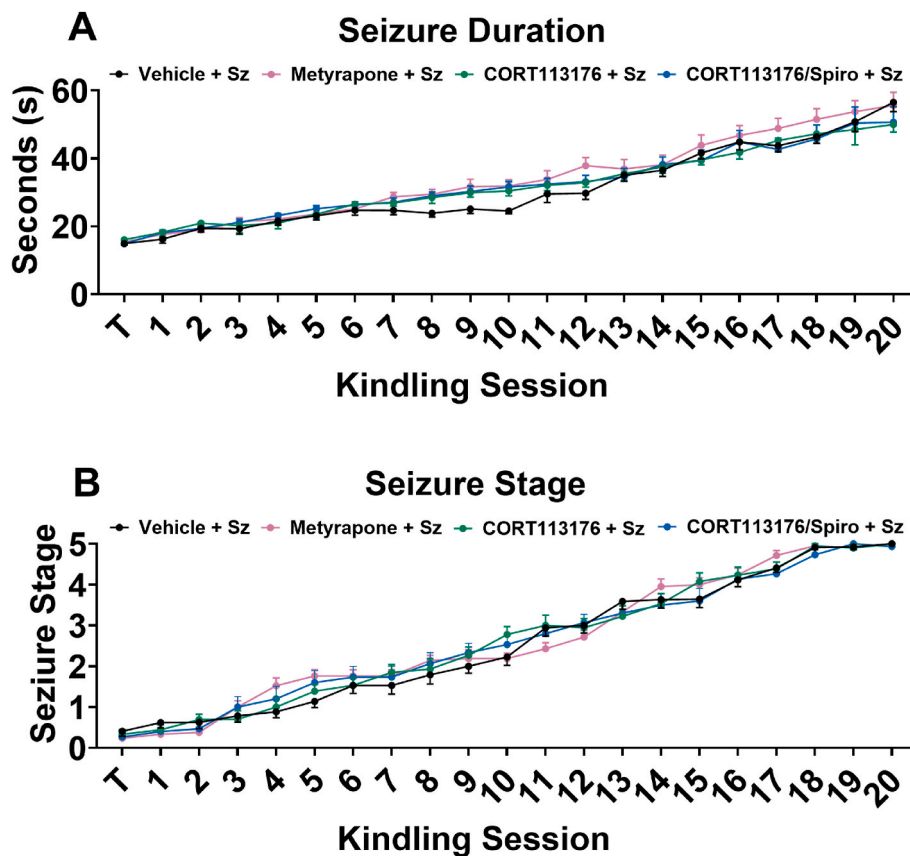 A
Seizure Duration
Vehicle + Sz Metyrapone + Sz CORT113176 + Sz CORT113176/Spiro + Sz
60
40
20
0
Seconds (s)
T 1 2 3 4 5 6 7 8 9 10 11 12 13 14 15 16 17 18 19 20
Kindling Session
B
Seizure Stage
Vehicle + Sz Metyrapone + Sz CORT113176 + Sz CORT113176/Spiro + Sz
5
4
3
2
1
0
Seziure Stage
T 1 2 3 4 5 6 7 8 9 10 11 12 13 14 15 16 17 18 19 20
Kindling Session